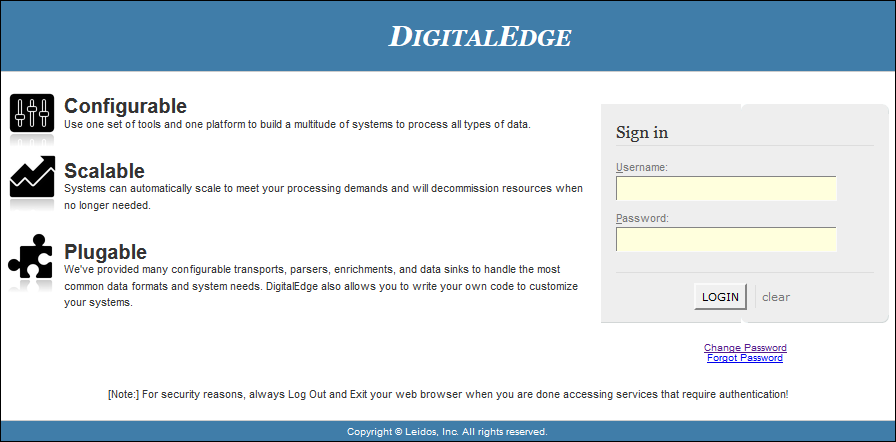 DIGITALEDGE
Configurable
Use one set of tools and one platform to build a multitude of systems to process all types of data.
Scalable
Systems can automatically scale to meet your processing demands and will decommission resources when
no longer needed.
Plugable
We've provided many configurable transports, parsers, enrichments, and data sinks to handle the most
common data formats and system needs. DigitalEdge also allows you to write your own code to customize
your systems.
Sign in
Username:
Password:
LOGIN clear
Change Password
Forgot Password
[Note:] For security reasons, always Log Out and Exit your web browser when you are done accessing services that require authentication!
Copyright © Leidos, Inc. All rights reserved.